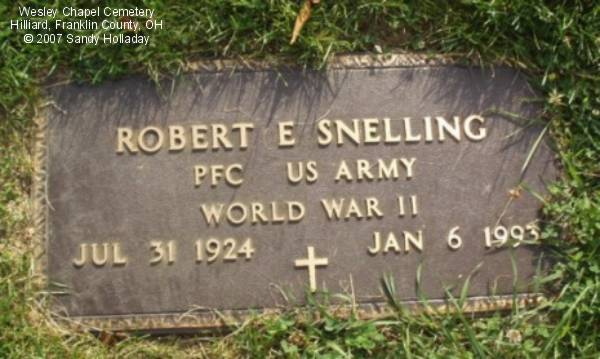 Wesley Chapel Cemetery
Hilliard, Franklin County, OH
© 2007 Sandy Holladay
ROBERT E SNELLING
PFC US ARMY
WORLD WAR II
JUL 31 1924 JAN 6 1993